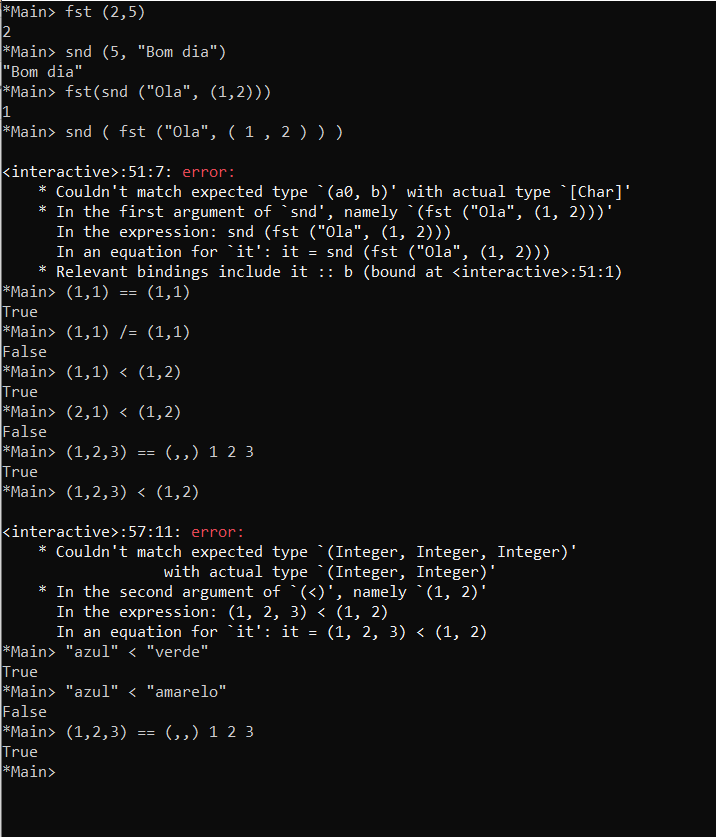 *Main> fst (2,5)
2
*Main> snd (5, "Bom dia")
"Bom dia"
*Main> fst(snd ("Ola", (1,2)))
1
*Main> snd ( fst ("Ola", ( 1 , 2 ) ) )
<interactive>:51:7: error:
    * Couldn't match expected type `(a0, b)' with actual type `[Char]'
    * In the first argument of `snd', namely `(fst ("Ola", (1, 2)))'
      In the expression: snd (fst ("Ola", (1, 2)))
      In an equation for `it': it = snd (fst ("Ola", (1, 2)))
    * Relevant bindings include it :: b (bound at <interactive>:51:1)
*Main> (1,1) == (1,1)
True
*Main> (1,1) /= (1,1)
False
*Main> (1,1) < (1,2)
True
*Main> (2,1) < (1,2)
False
*Main> (1,2,3) == (,,) 1 2 3
True
*Main> (1,2,3) < (1,2)
<interactive>:57:11: error:
    * Couldn't match expected type `(Integer, Integer, Integer)'
                  with actual type `(Integer, Integer)'
    * In the second argument of `(<)', namely `(1, 2)'
      In the expression: (1, 2, 3) < (1, 2)
      In an equation for `it': it = (1, 2, 3) < (1, 2)
*Main> "azul" < "verde"
True
*Main> "azul" < "amarelo"
False
*Main> (1,2,3) == (,,) 1 2 3
True
*Main>